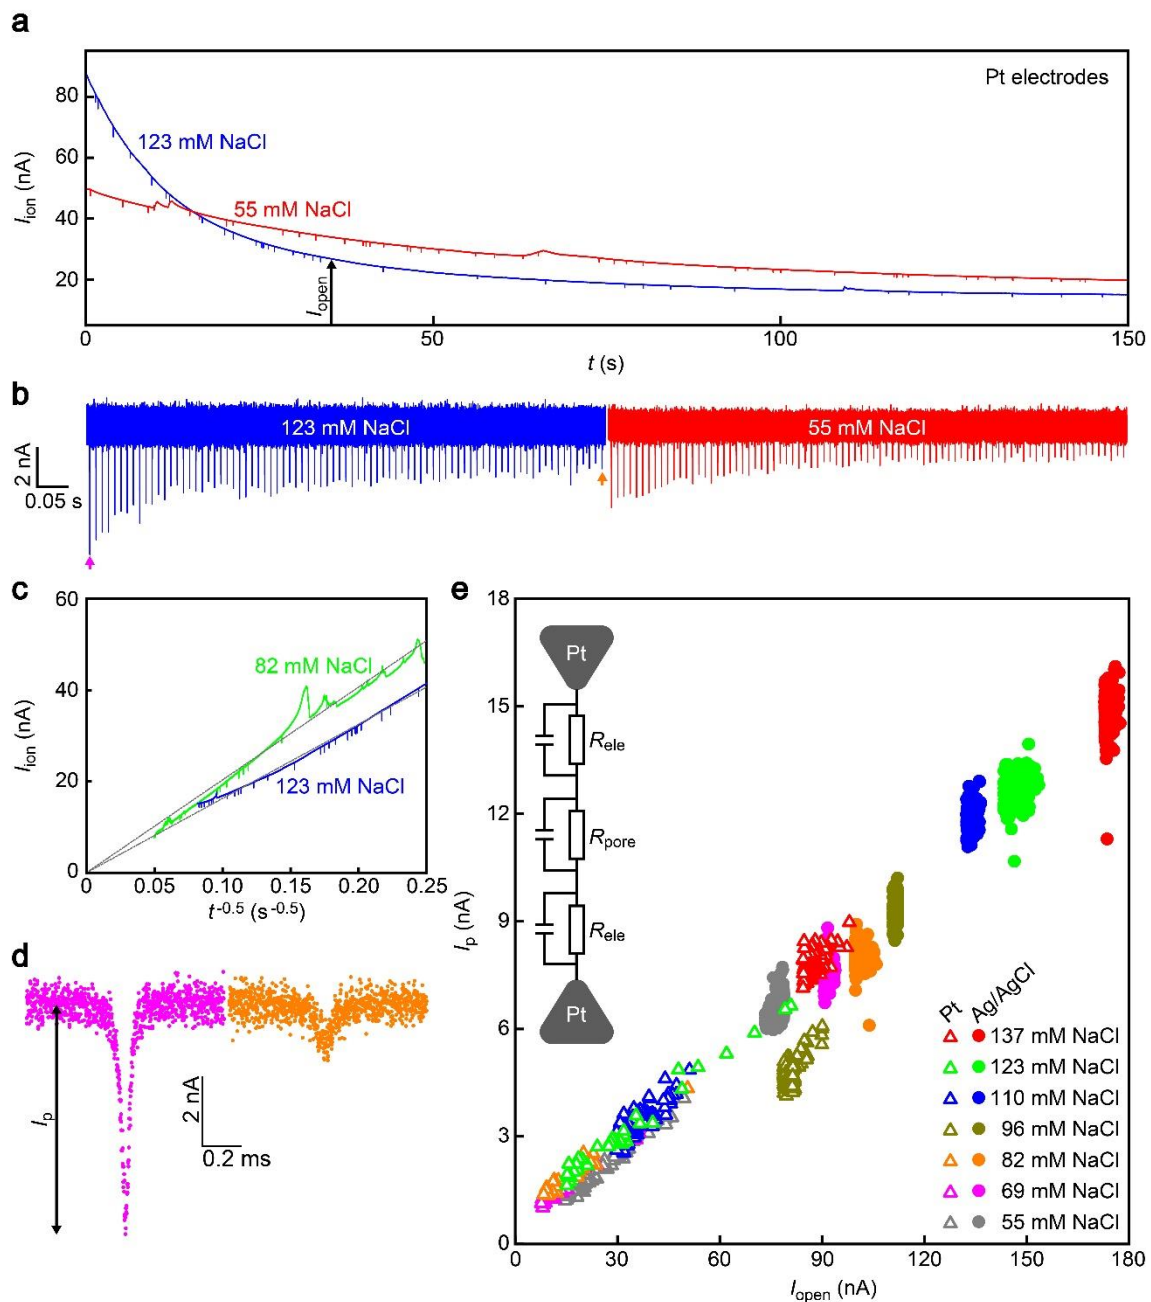 a
Pt electrodes
123 mM NaCl
55 mM NaCl
I_open
I_ion (nA)
80
60
40
20
0
50
100
150
t (s)
b
123 mM NaCl
55 mM NaCl
2 nA
0.05 s
c
60
40
20
0
I_ion (nA)
82 mM NaCl
123 mM NaCl
0
0.05
0.10
0.15
0.20
0.25
t^-0.5 (s^-0.5)
d
I_p
2 nA
0.2 ms
e
18
15
12
9
6
3
0
I_p (nA)
Pt
R_ele
R_pore
R_ele
Pt
Pt
Ag/AgCl
137 mM NaCl
123 mM NaCl
110 mM NaCl
96 mM NaCl
82 mM NaCl
69 mM NaCl
55 mM NaCl
0
30
60
90
120
150
180
I_open (nA)